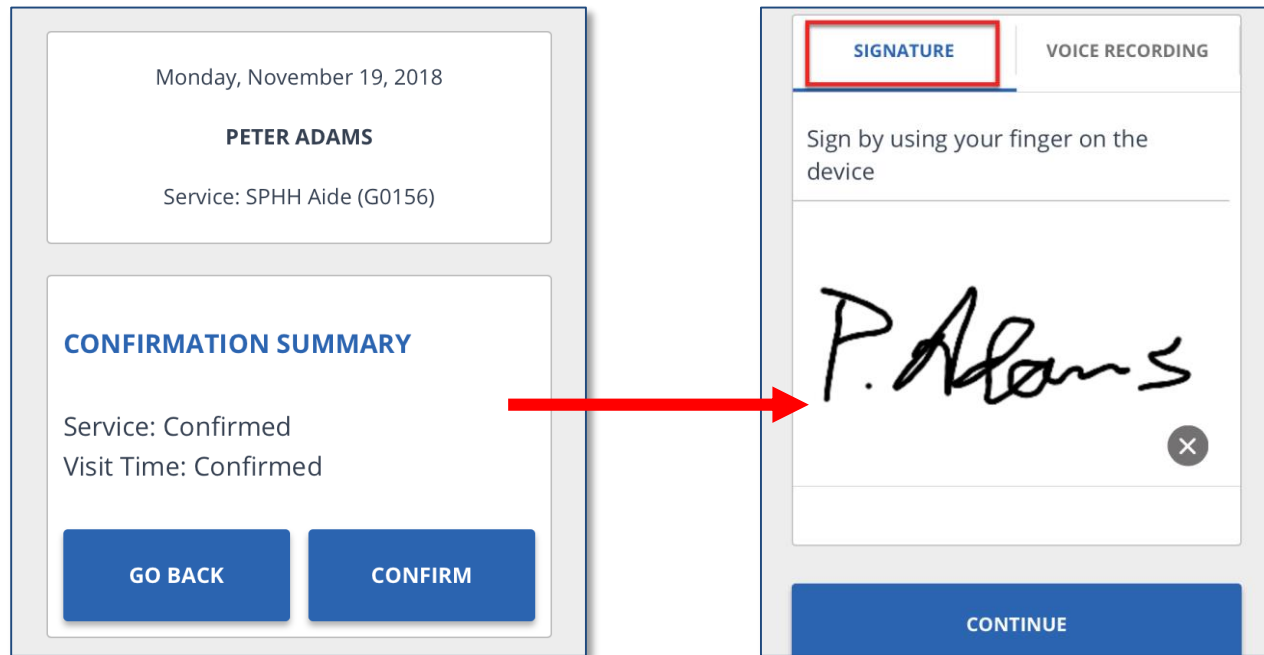 Monday, November 19, 2018
PETER ADAMS
Service: SPHH Aide (G0156)
CONFIRMATION SUMMARY
Service: Confirmed
Visit Time: Confirmed
GO BACK
CONFIRM
SIGNATURE
VOICE RECORDING
Sign by using your finger on the
device
P. Adams
CONTINUE